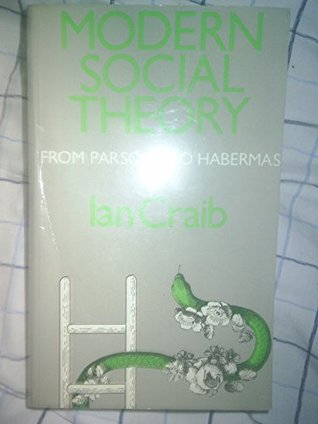 MODERN
SOCIAL
THEORY
FROM PARSONS TO HABERMAS
Ian Craib